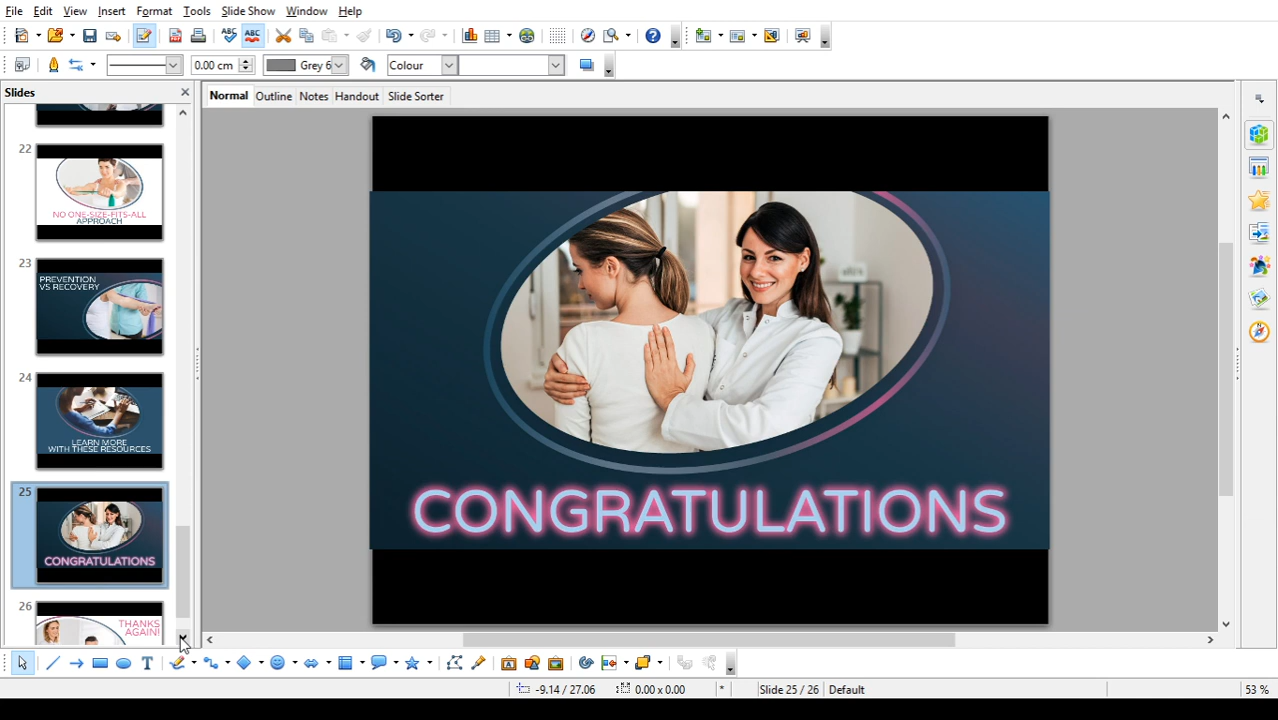 File Edit View Insert Format Tools Slide Show Window Help
ABC ABC
0.00 cm Grey 6 Colour
Slides
Normal Outline Notes Handout Slide Sorter
22
NO ONE-SIZE-FITS-ALL
APPROACH
23
PREVENTION
VS RECOVERY
24
LEARN MORE
WITH THESE RESOURCES
25
CONGRATULATIONS
26
THANKS
AGAIN!
CONGRATULATIONS
-9.14 / 27.06 0.00 x 0.00 * Slide 25 / 26 Default 53 %